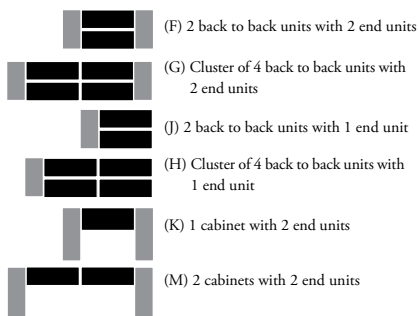 (F) 2 back to back units with 2 end units
(G) Cluster of 4 back to back units with
2 end units
(J) 2 back to back units with 1 end unit
(H) Cluster of 4 back to back units with
1 end unit
(K) 1 cabinet with 2 end units
(M) 2 cabinets with 2 end units